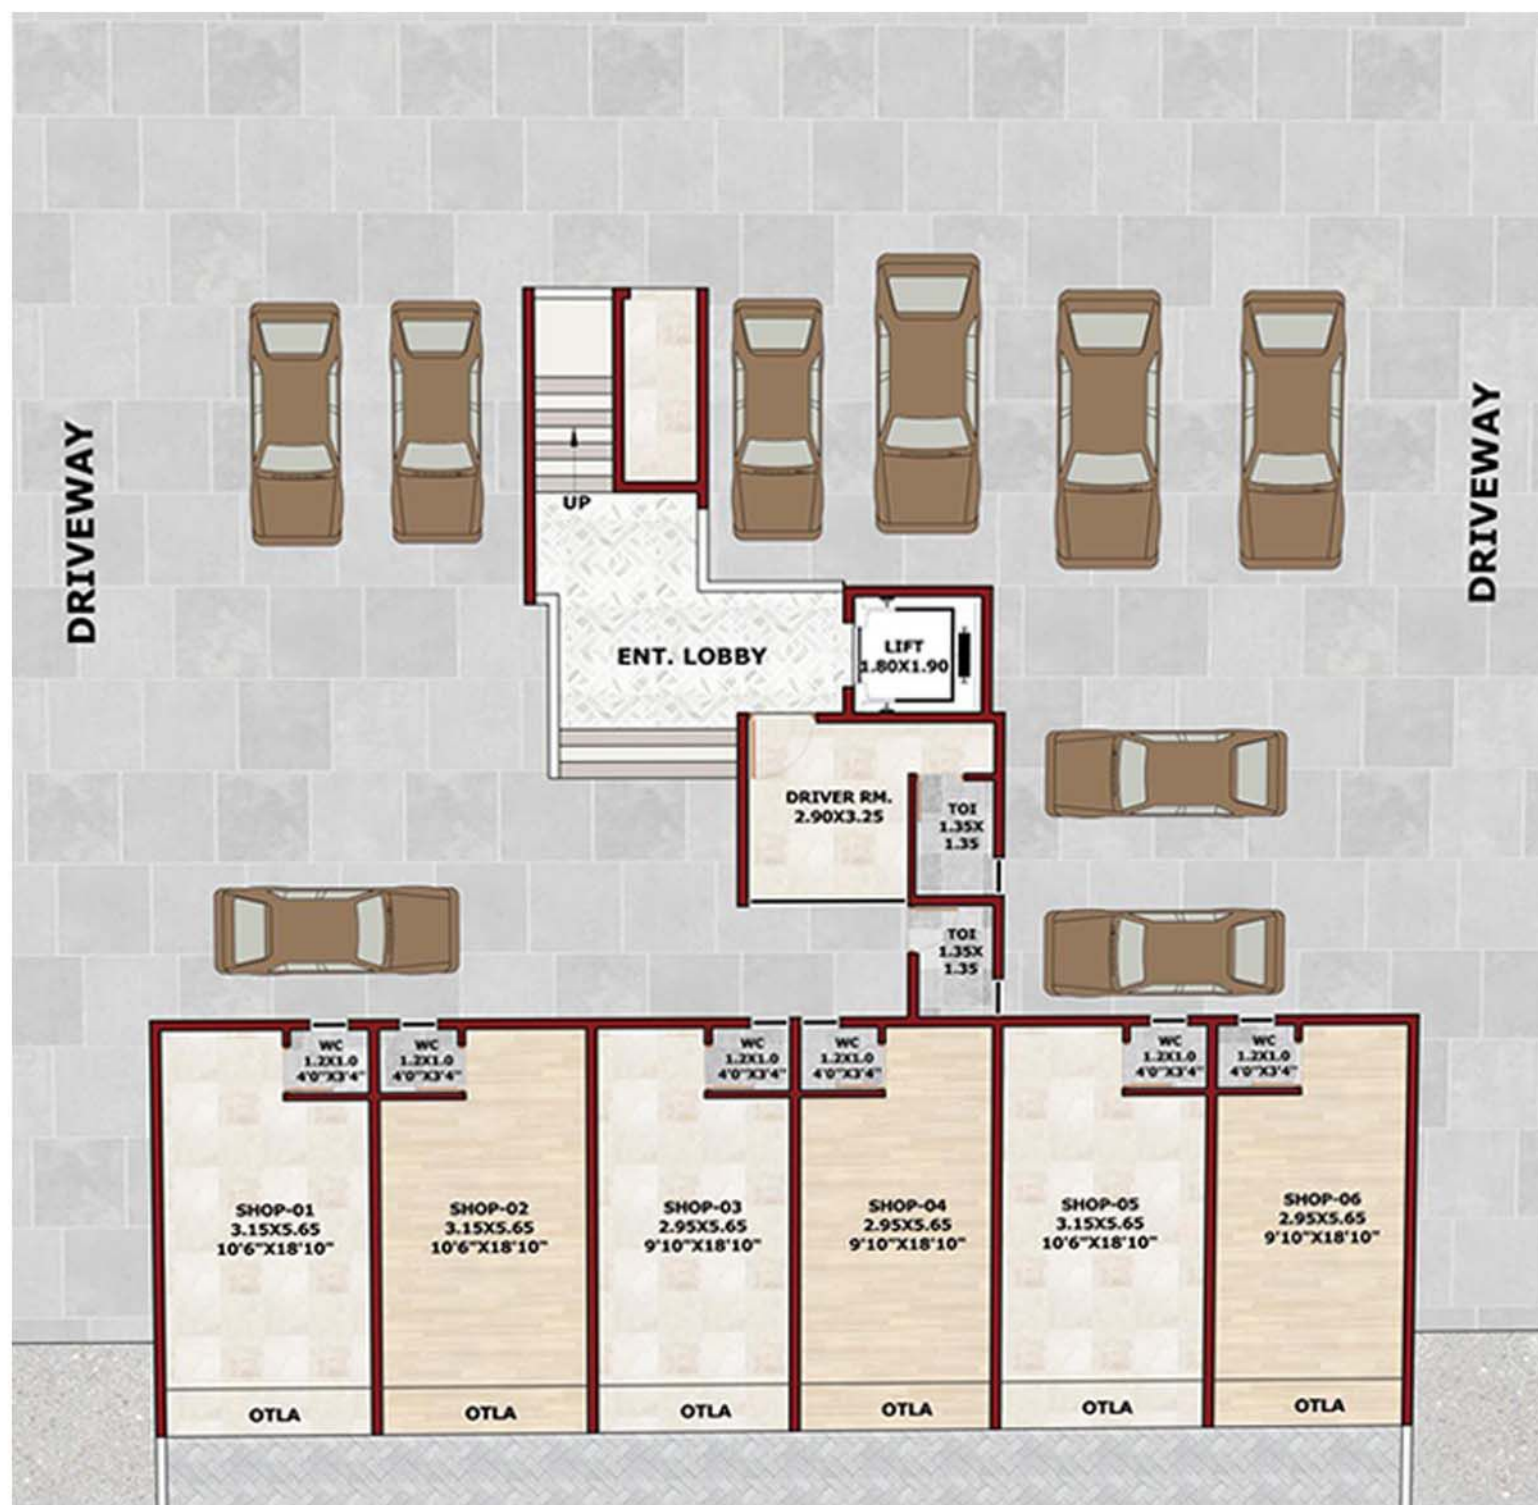 DRIVEWAY
DRIVEWAY
UP
ENT. LOBBY
LIFT
1.80X1.90
DRIVER RM.
2.90X3.25
TOI
1.35X
1.35
TOI
1.35X
1.35
WC
1.2X1.0
4'0"X3'4"
WC
1.2X1.0
4'0"X3'4"
WC
1.2X1.0
4'0"X3'4"
WC
1.2X1.0
4'0"X3'4"
WC
1.2X1.0
4'0"X3'4"
WC
1.2X1.0
4'0"X3'4"
SHOP-01
3.15X5.65
10'6"X18'10"
SHOP-02
3.15X5.65
10'6"X18'10"
SHOP-03
2.95X5.65
9'10"X18'10"
SHOP-04
2.95X5.65
9'10"X18'10"
SHOP-05
3.15X5.65
10'6"X18'10"
SHOP-06
2.95X5.65
9'10"X18'10"
OTLA
OTLA
OTLA
OTLA
OTLA
OTLA